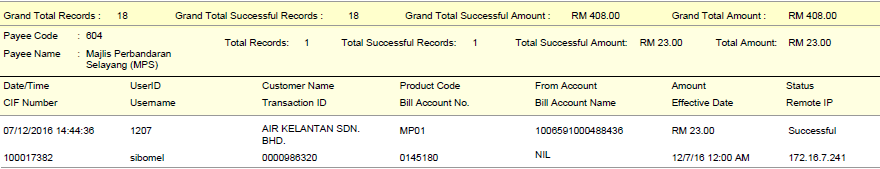 Grand Total Records : 18 Grand Total Successful Records : 18 Grand Total Successful Amount : RM 408.00 Grand Total Amount : RM 408.00
Payee Code : 604
Total Records: 1 Total Successful Records: 1 Total Successful Amount: RM 23.00 Total Amount: RM 23.00
Payee Name : Majlis Perbandaran
Selayang (MPS)
Date/Time UserID Customer Name Product Code From Account Amount Status
CIF Number Username Transaction ID Bill Account No. Bill Account Name Effective Date Remote IP
07/12/2016 14:44:36 1207 AIR KELANTAN SDN. MP01 1006591000488436 RM 23.00 Successful
BHD.
100017382 sibomel 0000986320 0145180 NIL 12/7/16 12:00 AM 172.16.7.241